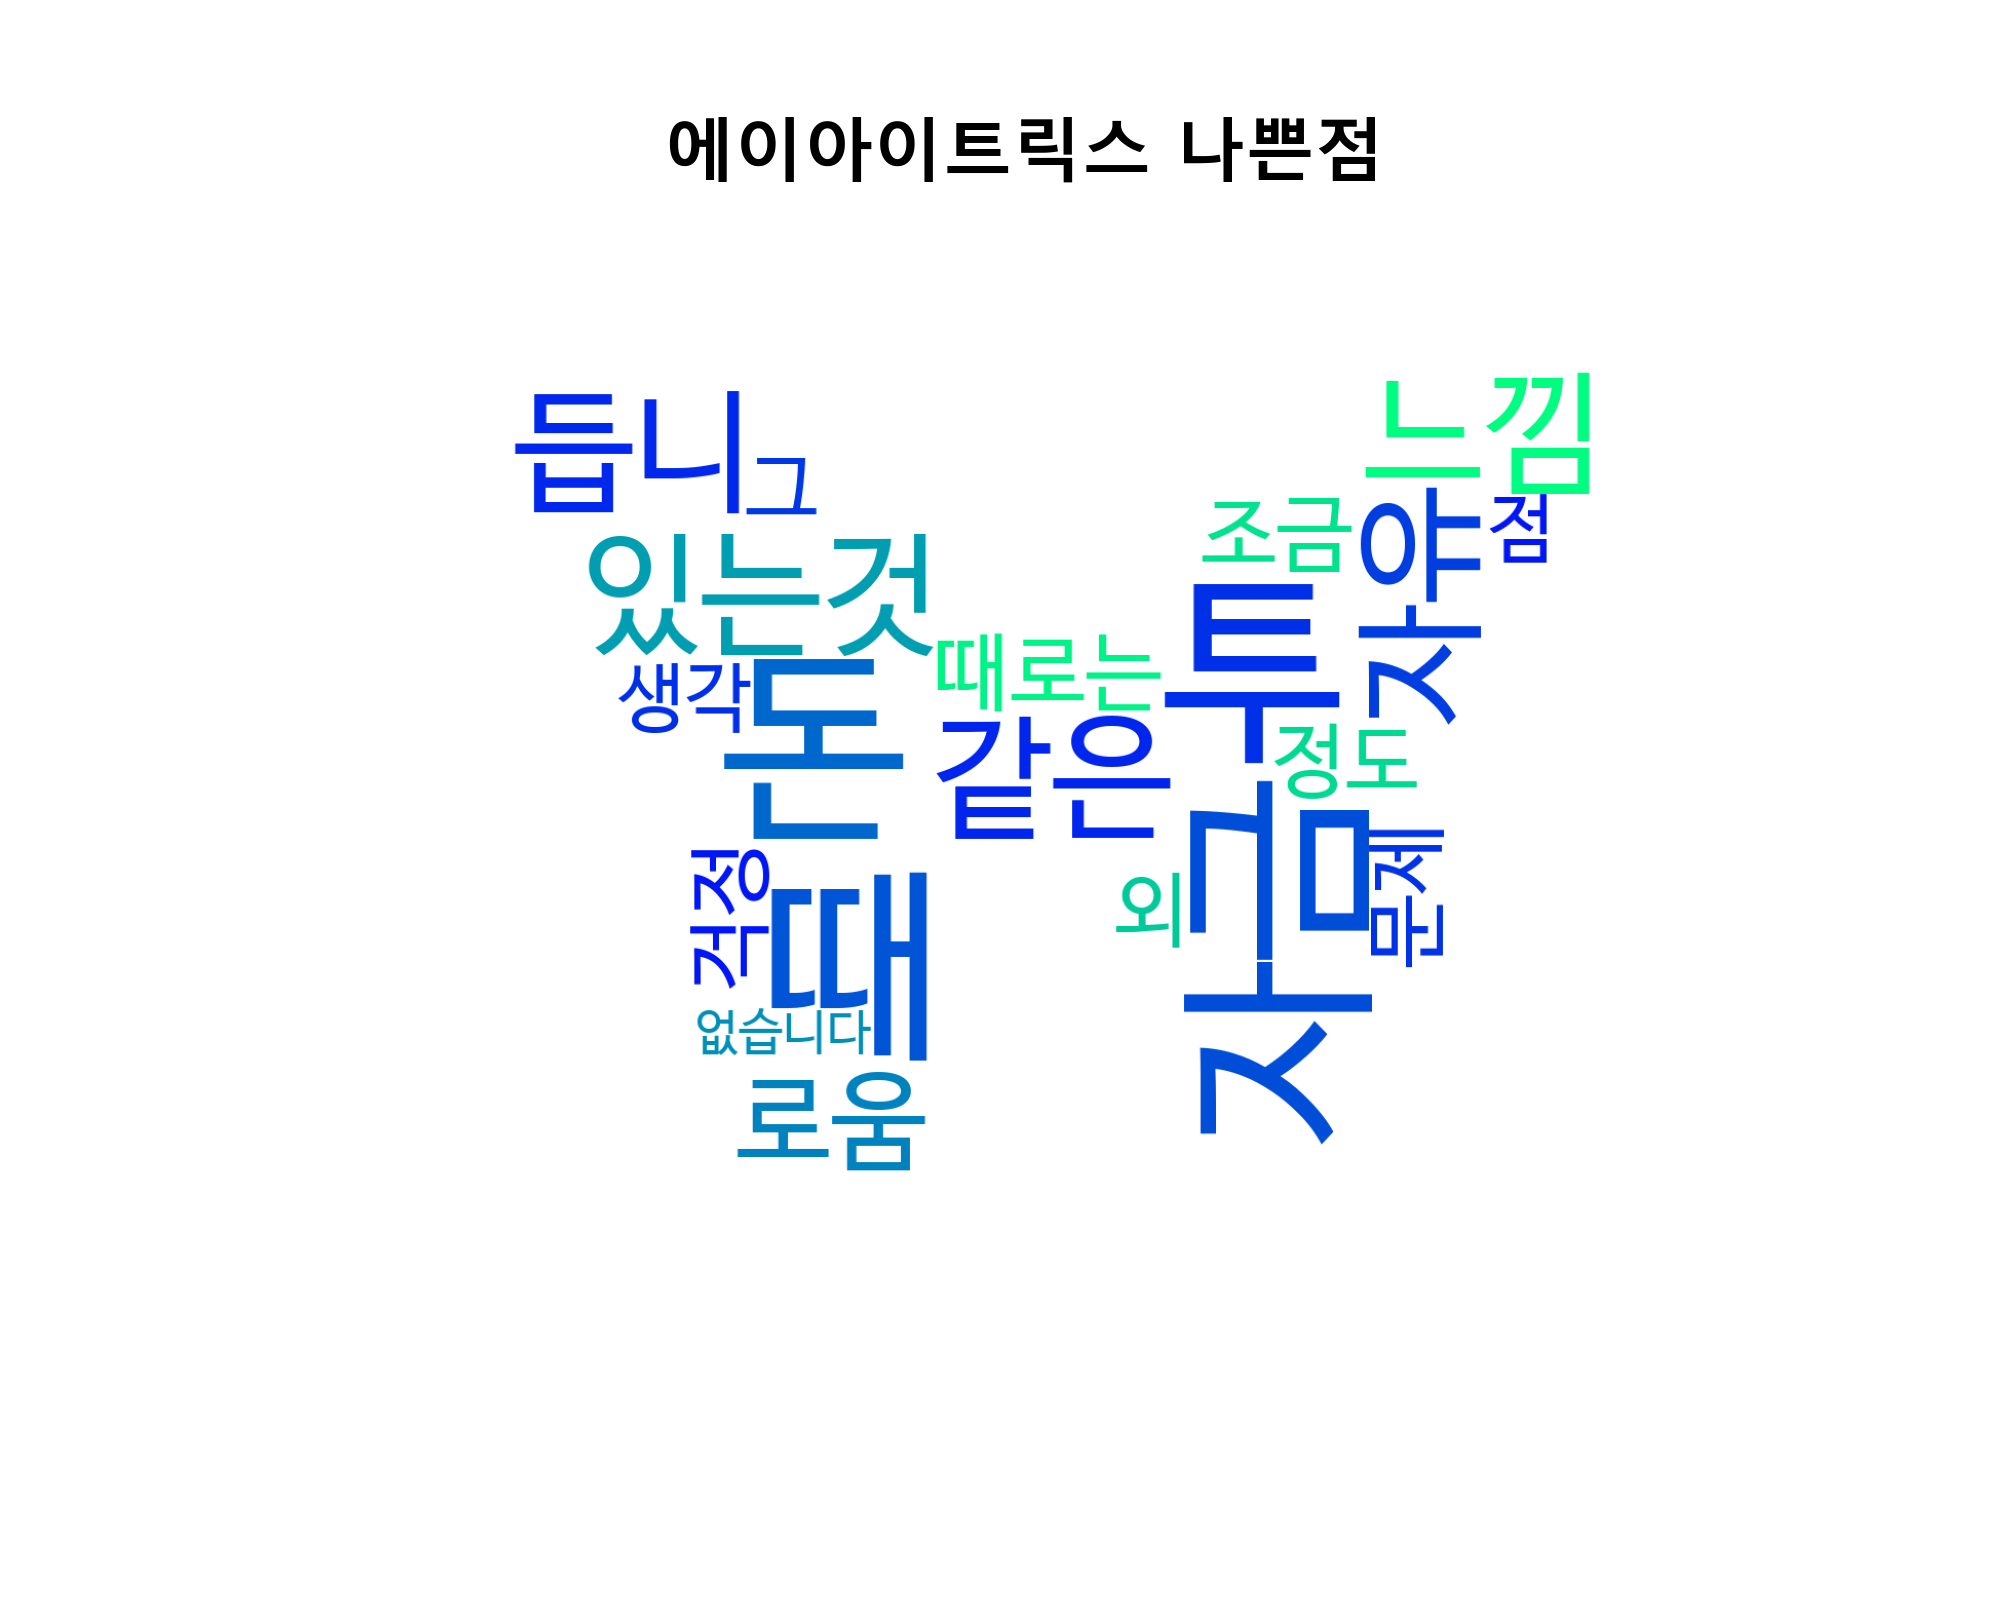 에이아이트릭스 나쁜점
듭니
그
느낌
조금
야
점
있는것
자
때로는
투
생각
돈
같은
정도
자금
문제
걱정
때
외
없습니다
로움